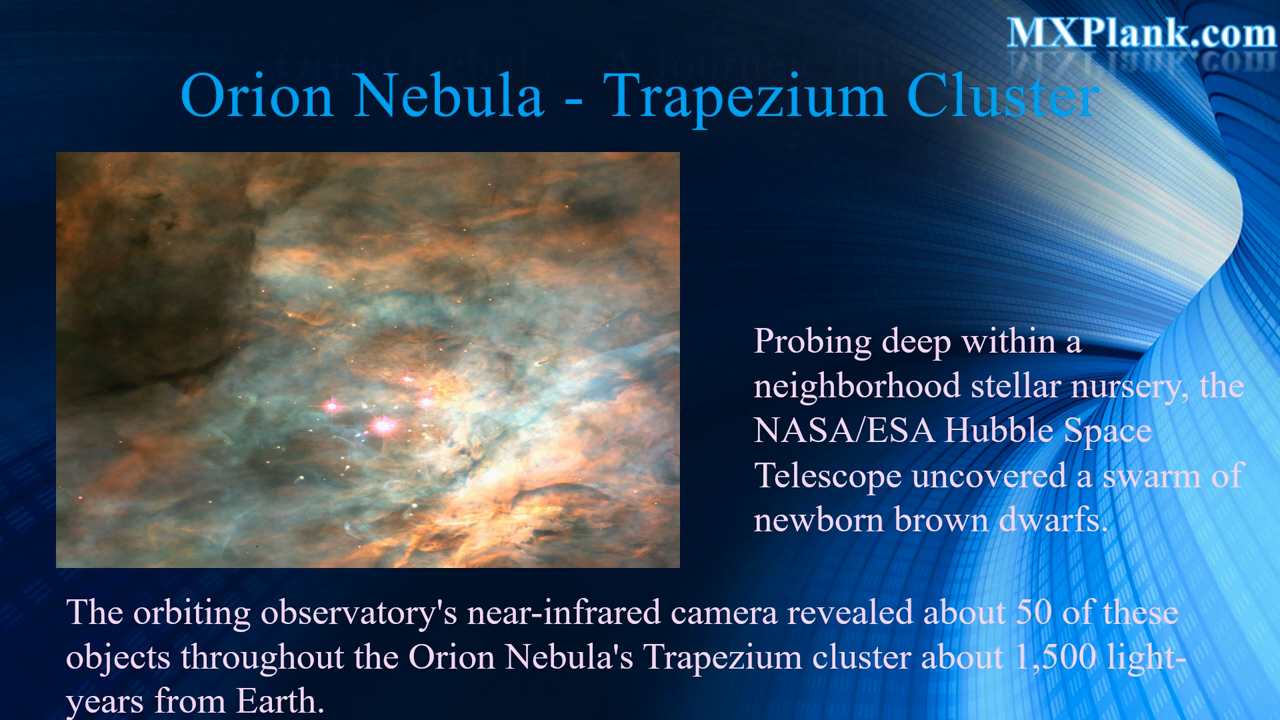 MXPlank.com
Orion Nebula - Trapezium Cluster
Probing deep within a
neighborhood stellar nursery, the
NASA/ESA Hubble Space
Telescope uncovered a swarm of
newborn brown dwarfs.
The orbiting observatory's near-infrared camera revealed about 50 of these
objects throughout the Orion Nebula's Trapezium cluster about 1,500 light-
years from Earth.